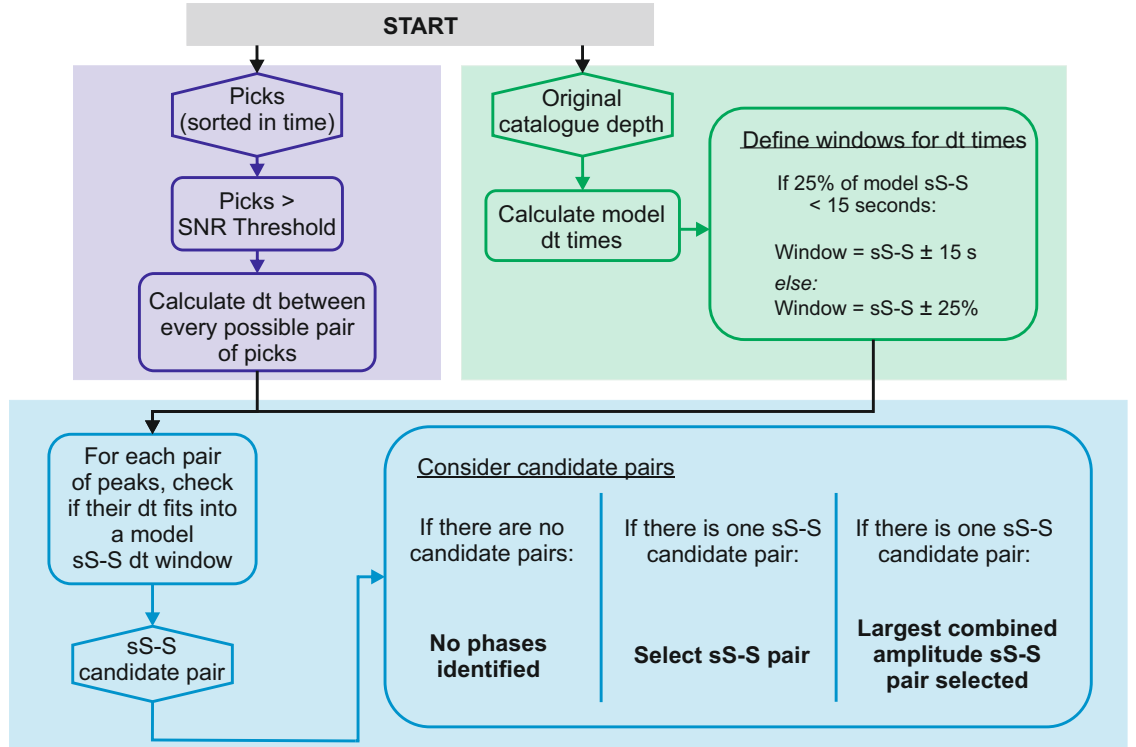 START
Picks
(sorted in time)
Picks >
SNR Threshold
Calculate dt between
every possible pair
of picks
Original
catalogue depth
Calculate model
dt times
Define windows for dt times
If 25% of model sS-S
< 15 seconds:
Window = sS-S ± 15 s
else:
Window = sS-S ± 25%
For each pair
of peaks, check
if their dt fits into
a model
sS-S dt window
sS-S
candidate pair
Consider candidate pairs
If there are no
candidate pairs:
No phases
identified
If there is one sS-S
candidate pair:
Select sS-S pair
If there is one sS-S
candidate pair:
Largest combined
amplitude sS-S
pair selected